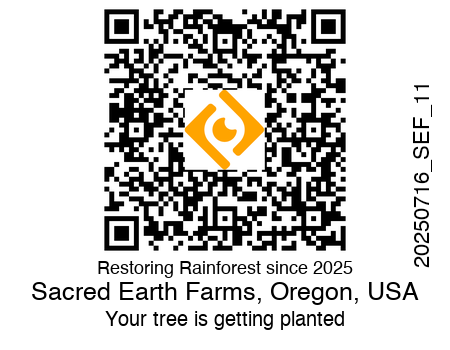 20250716_SEF_11
Restoring Rainforest since 2025
Sacred Earth Farms, Oregon, USA
Your tree is getting planted